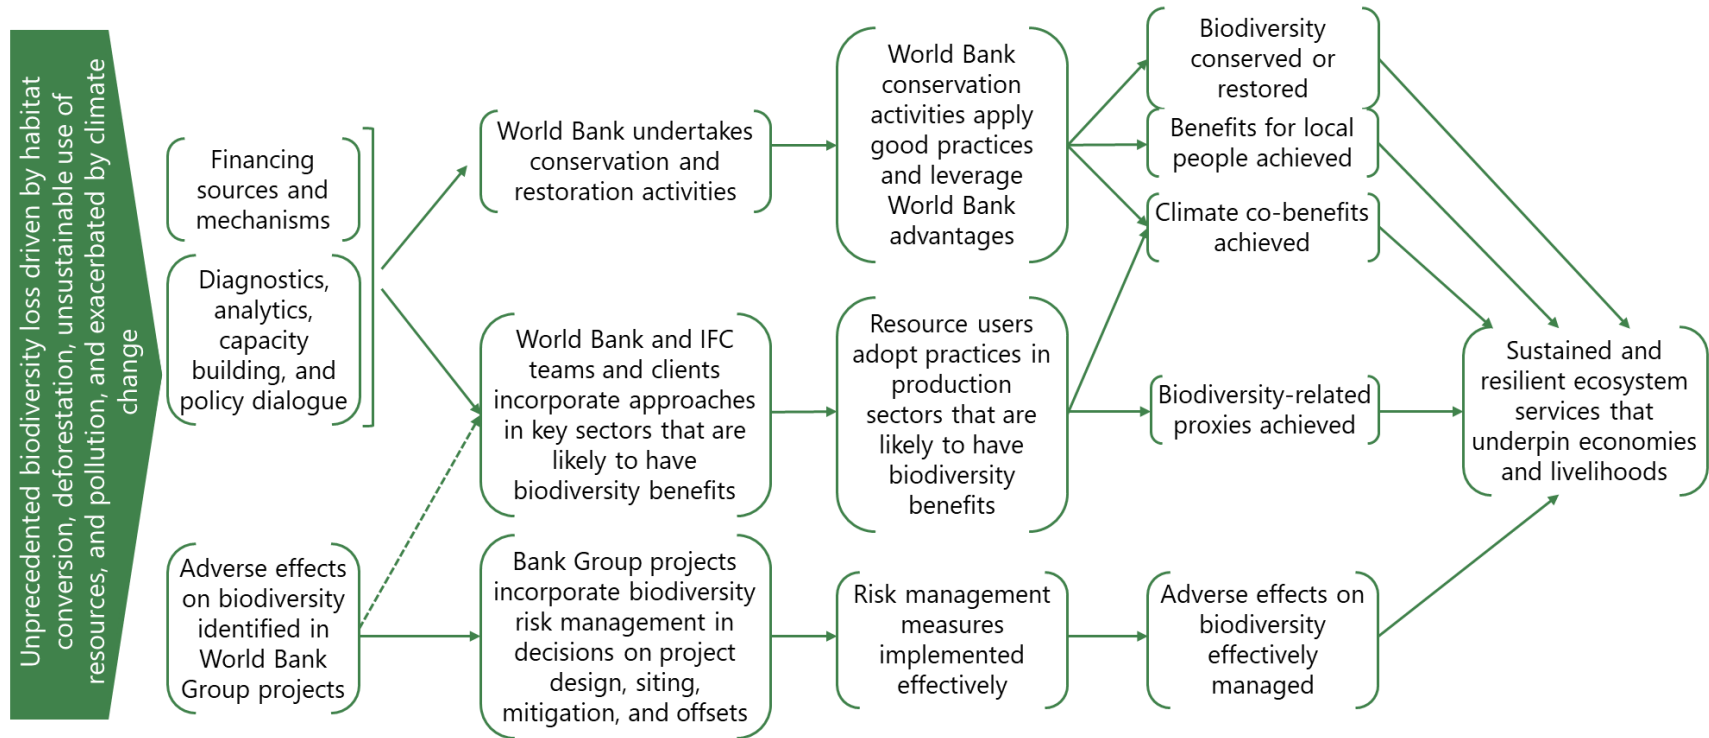 Unprecedented biodiversity loss driven by habitat
conversion, deforestation, unsustainable use of
resources, and pollution, and exacerbated by climate
change
Financing
sources and
mechanisms
Diagnostics,
analytics,
capacity
building, and
policy dialogue
Adverse effects
on biodiversity
identified in
World Bank
Group projects
World Bank undertakes
conservation and
restoration activities
World Bank and IFC
teams and clients
incorporate approaches
in key sectors that are
likely to have
biodiversity benefits
Bank Group projects
incorporate biodiversity
risk management in
decisions on project
design, siting,
mitigation, and offsets
World Bank
conservation
activities apply
good practices
and leverage
World Bank
advantages
Resource users
adopt practices in
production
sectors that are
likely to have
biodiversity
benefits
Risk management
measures
implemented
effectively
Biodiversity
conserved or
restored
Benefits for local
people achieved
Climate co-benefits
achieved
Biodiversity-related
proxies achieved
Adverse effects on
biodiversity
effectively
managed
Sustained and
resilient ecosystem
services that
underpin economies
and livelihoods